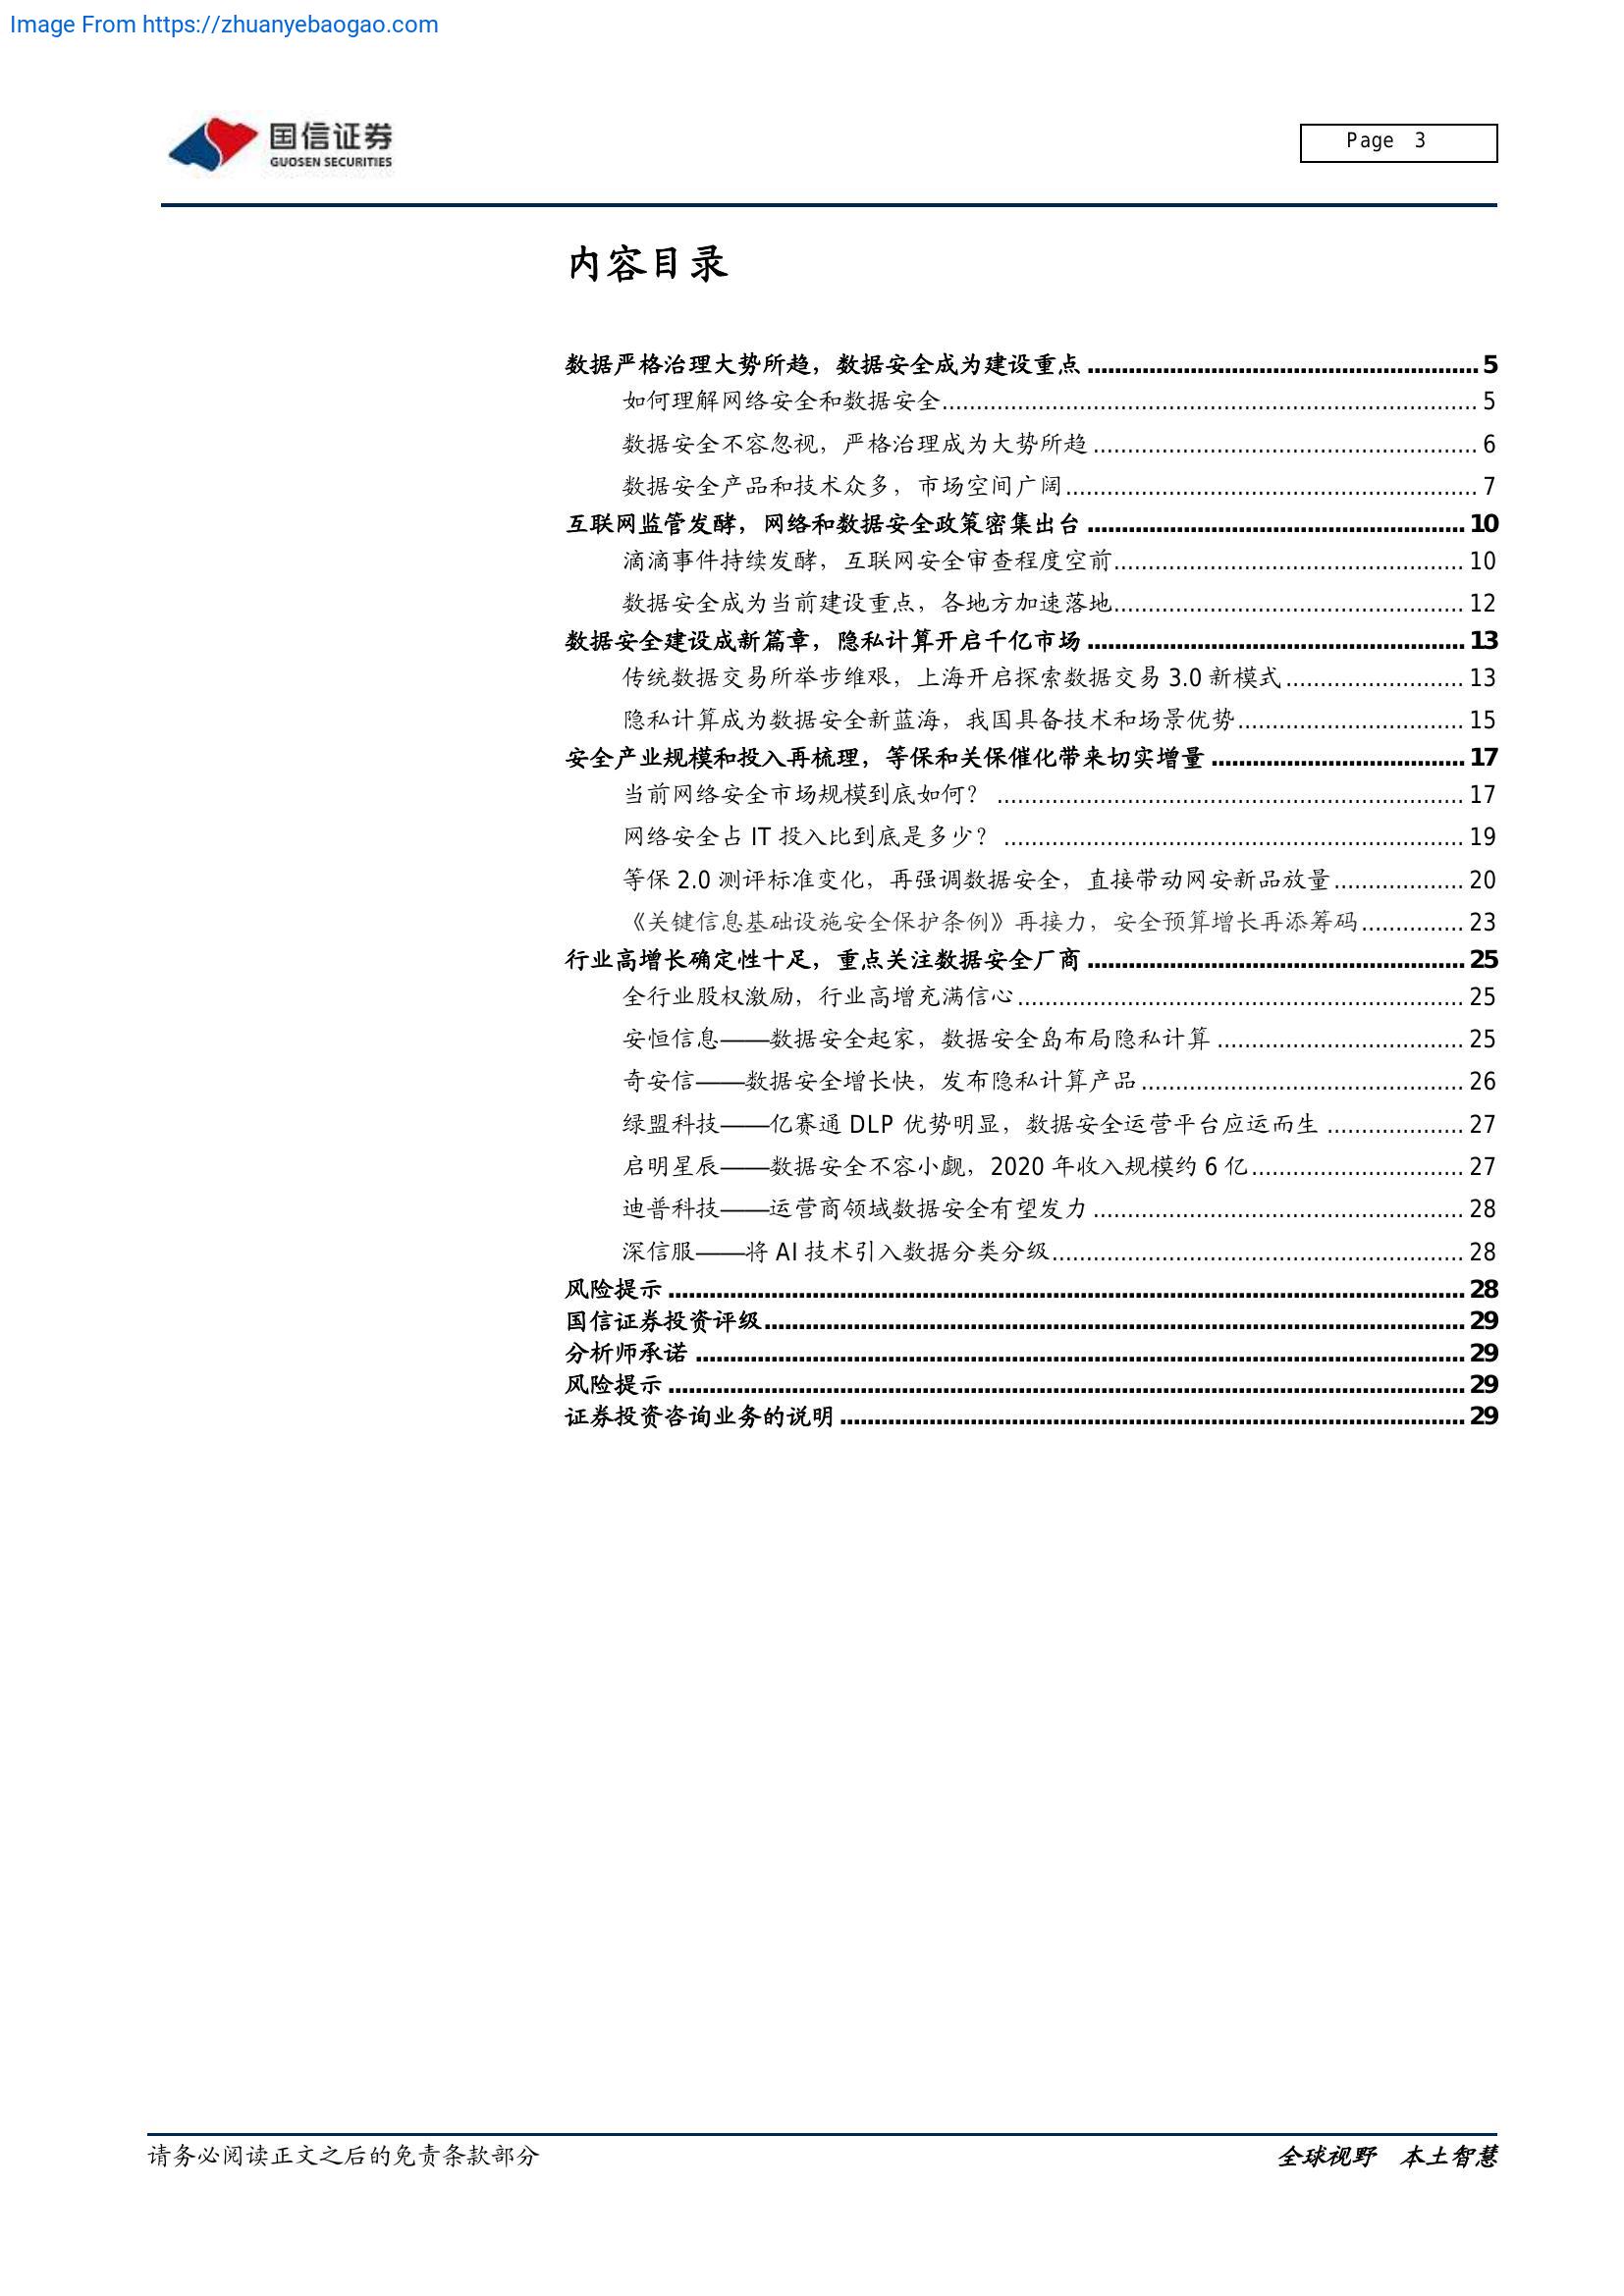 Image From https://zhuanyebaogao.com
国信证券
GUOSEN SECURITIES
Page 3
内容目录
数据严格治理大势所趋，数据安全成为建设重点 ........................................................ 5
如何理解网络安全和数据安全............................................................................. 5
数据安全不容忽视，严格治理成为大势所趋 ....................................................... 6
数据安全产品和技术众多，市场空间广阔........................................................... 7
互联网监管发酵，网络和数据安全政策密集出台 ...................................................... 10
滴滴事件持续发酵，互联网安全审查程度空前.................................................. 10
数据安全成为当前建设重点，各地方加速落地.................................................. 12
数据安全建设成新篇章，隐私计算开启千亿市场 ...................................................... 13
传统数据交易所举步维艰，上海开启探索数据交易 3.0 新模式......................... 13
隐私计算成为数据安全新蓝海，我国具备技术和场景优势................................ 15
安全产业规模和投入再梳理，等保和关保催化带来切实增量 .................................... 17
当前网络安全市场规模到底如何？ ................................................................... 17
网络安全占 IT 投入比到底是多少？ .................................................................. 19
等保 2.0 测评标准变化，再强调数据安全，直接带动网安新品放量.................. 20
《关键信息基础设施安全保护条例》再接力，安全预算增长再添筹码.............. 23
行业高增长确定性十足，重点关注数据安全厂商 ...................................................... 25
全行业股权激励，行业高增充满信心................................................................ 25
安恒信息——数据安全起家，数据安全岛布局隐私计算 ................................... 25
奇安信——数据安全增长快，发布隐私计算产品.............................................. 26
绿盟科技——亿赛通 DLP 优势明显，数据安全运营平台应运而生 ................... 27
启明星辰——数据安全不容小觑，2020 年收入规模约 6 亿.............................. 27
迪普科技——运营商领域数据安全有望发力 ..................................................... 28
深信服——将 AI 技术引入数据分类分级........................................................... 28
风险提示 ................................................................................................................... 28
国信证券投资评级..................................................................................................... 29
分析师承诺 ............................................................................................................... 29
风险提示 ................................................................................................................... 29
证券投资咨询业务的说明 .......................................................................................... 29
请务必阅读正文之后的免责条款部分
全球视野 本土智慧